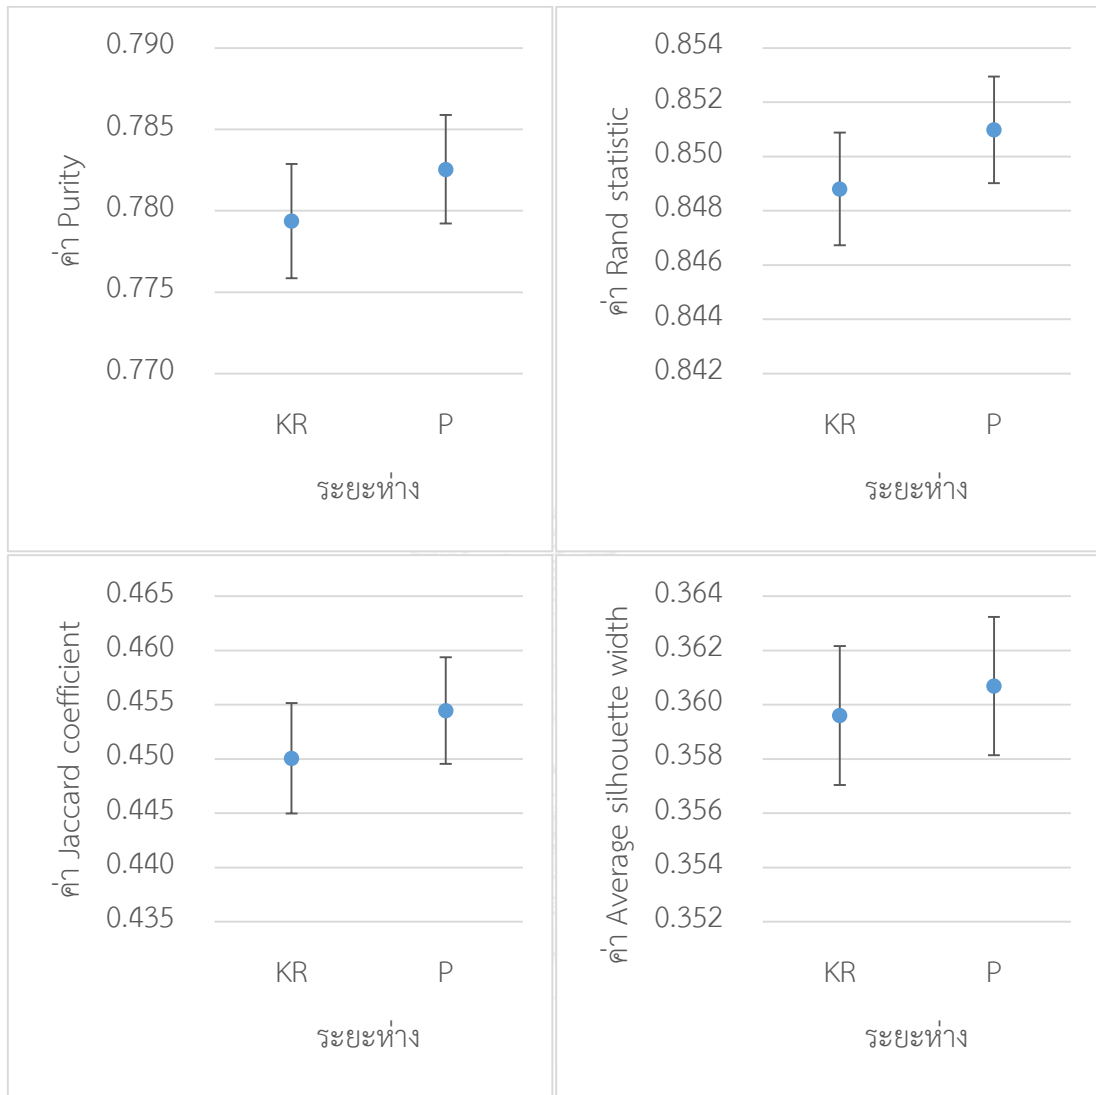 0.790
0.785
0.780
0.775
0.770
ค่า Purity
KR P
ระยะห่าง
0.854
0.852
0.850
0.848
0.846
0.844
0.842
ค่า Rand statistic
KR P
ระยะห่าง
0.465
0.460
0.455
0.450
0.445
0.440
0.435
ค่า Jaccard coefficient
KR P
ระยะห่าง
0.364
0.362
0.360
0.358
0.356
0.354
0.352
ค่า Average silhouette width
KR P
ระยะห่าง